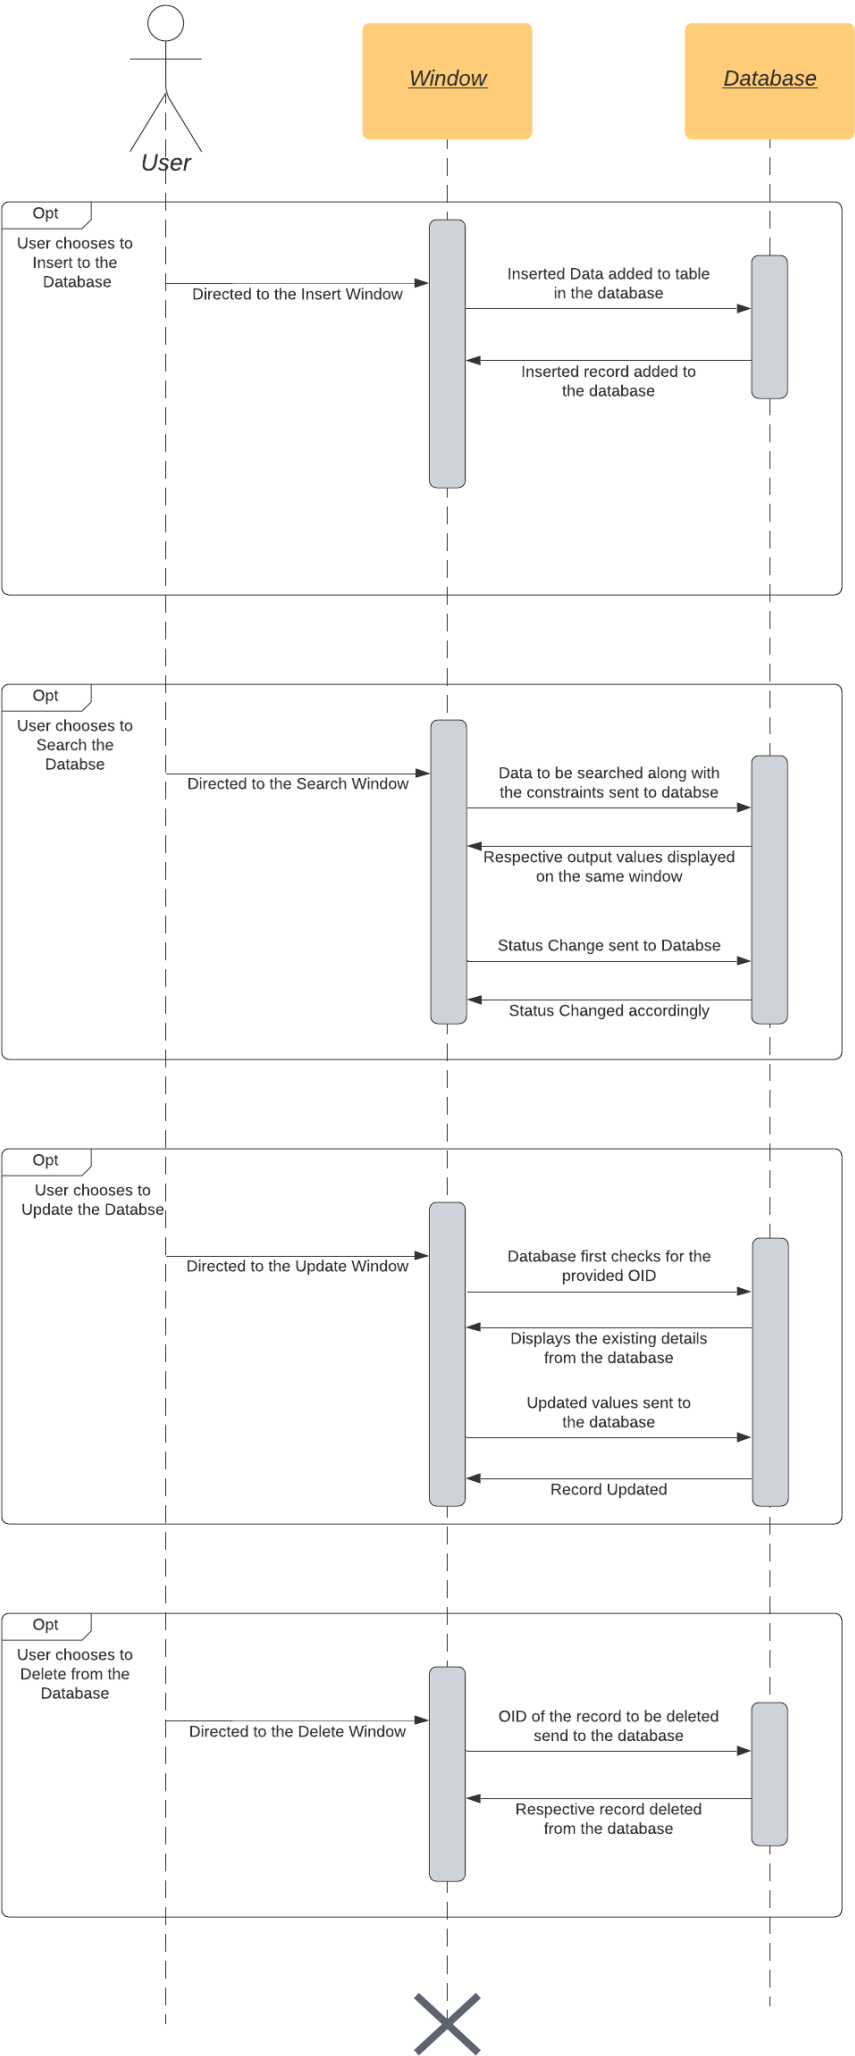 User
Window
Database
Opt
User chooses to
Insert to the
Database
Directed to the Insert Window
Inserted Data added to table
in the database
Inserted record added to
the database
Opt
User chooses to
Search the
Databse
Directed to the Search Window
Data to be searched along with
the constraints sent to databse
Respective output values displayed
on the same window
Status Change sent to Databse
Status Changed accordingly
Opt
User chooses to
Update the Databse
Directed to the Update Window
Database first checks for the
provided OID
Displays the existing details
from the database
Updated values sent to
the database
Record Updated
Opt
User chooses to
Delete from the
Database
Directed to the Delete Window
OID of the record to be deleted
send to the database
Respective record deleted
from the database